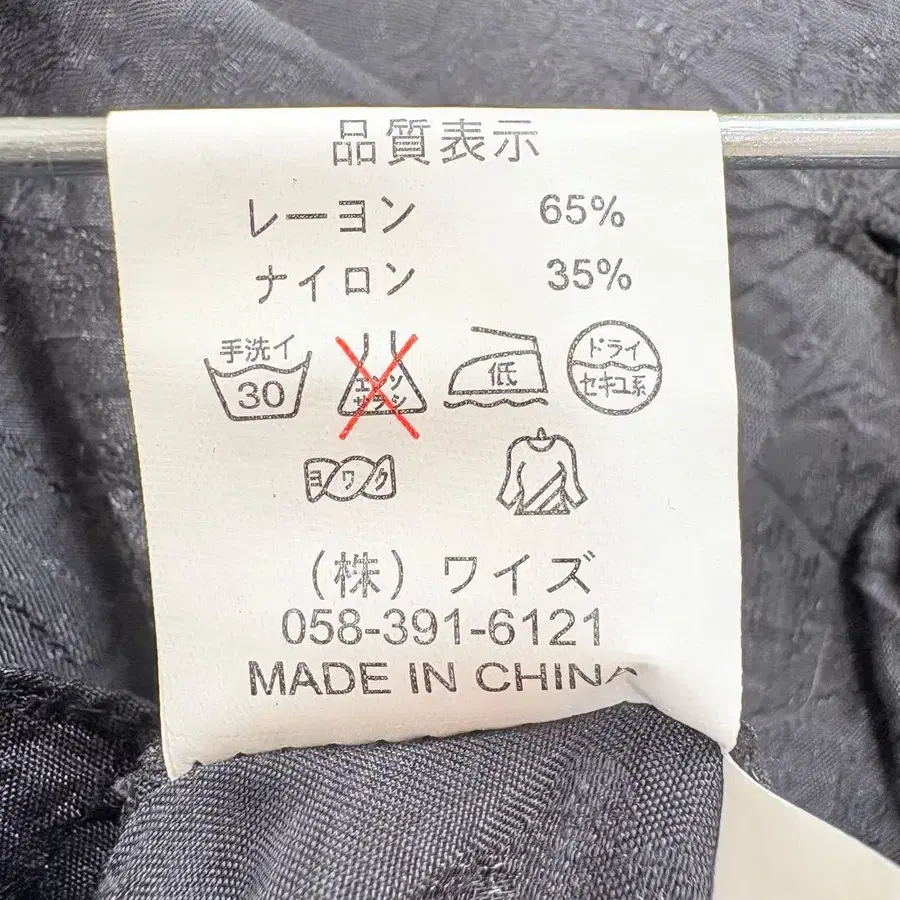 品質表示
レーヨン 65%
ナイロン 35%
手洗イ
30
エンソ
サラシ
低
ドライ
セキユ系
ヨワク
(株)ワイズ
058-391-6121
MADE IN CHINA